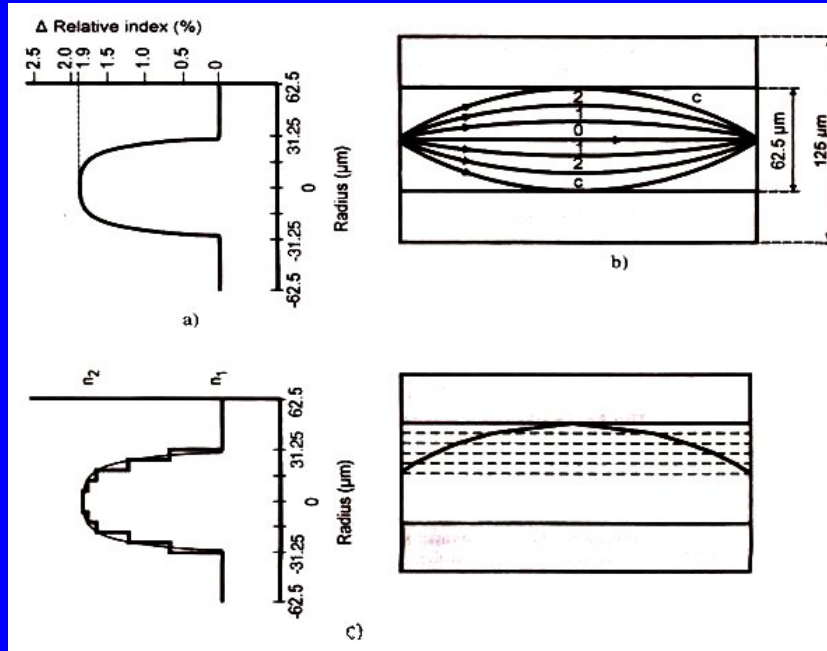 Δ Relative index (%)
2.5 2.0 1.9 1.5 1.0 0.5 0
62.5
31.25
0
-31.25
-62.5
Radius (μm)
a)
2
1
0
1
2
c
c
62.5 μm
125 μm
b)
n2 n1
62.5
31.25
0
-31.25
-62.5
Radius (μm)
c)